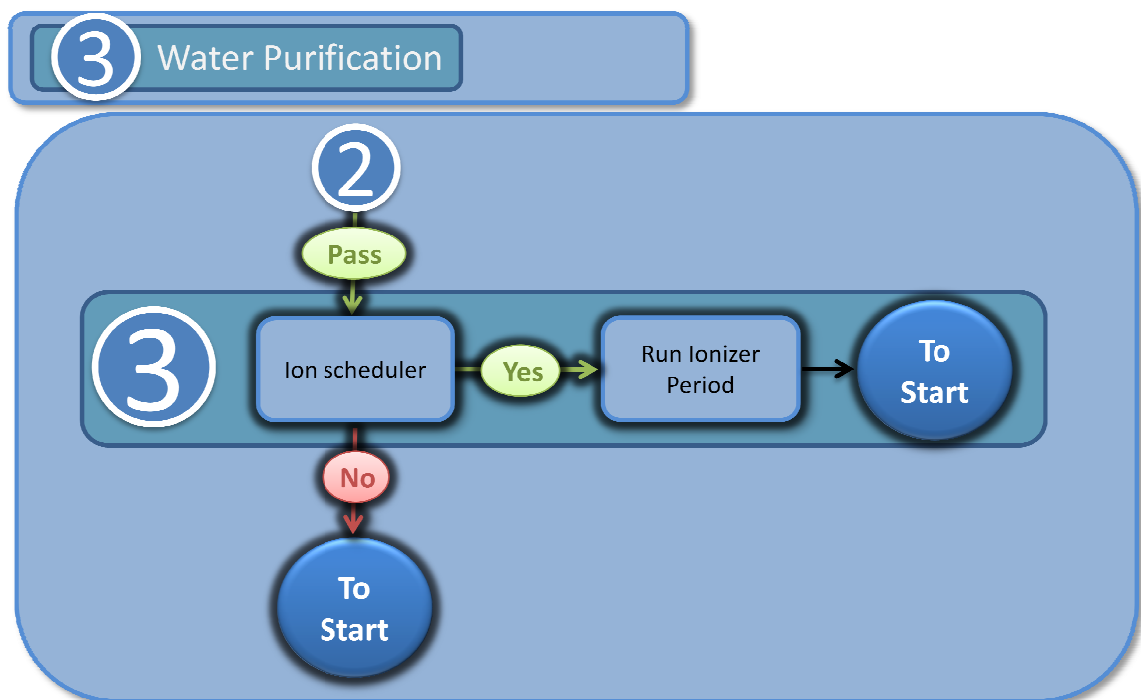 3 Water Purification
2
Pass
3
Ion scheduler
Yes
Run Ionizer
Period
To
Start
No
To
Start